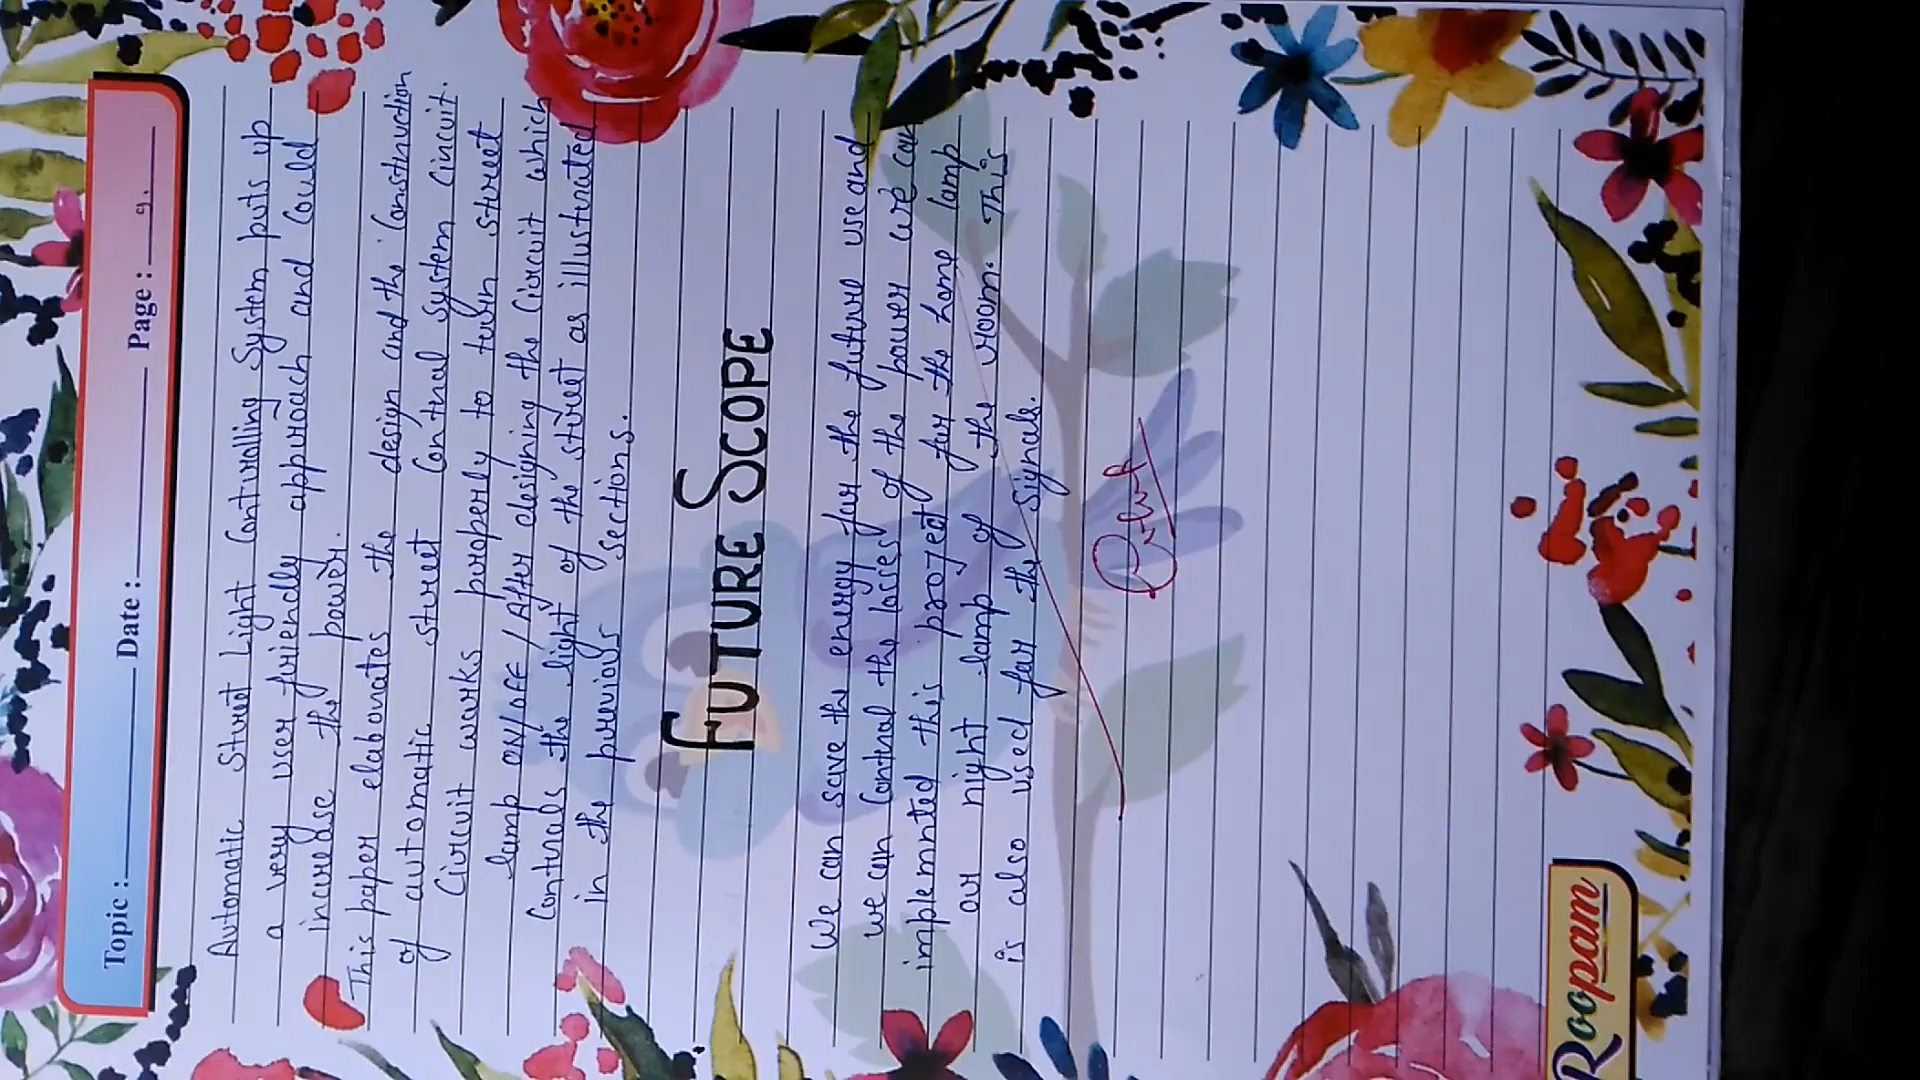 Topic : Date : Page : 9.
Automatic Street Light Controlling System puts up
a very user friendly approach and could
increase the power.
This paper elaborates the design and the Construction
of automatic street Control system circuit.
Circuit works properly to turn street
lamp ON/OFF / After designing the Circuit which
Controls the light of the street as illustrated
in the previous sections.
FUTURE SCOPE
We can save the energy for the future use and
we can Control the losses of the power we can
implemnted this project for the home lamp
our night lamp of the room. This
is also used for the signals.
Roopam